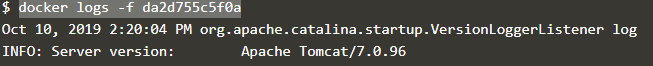 $ docker logs -f da2d755c5f0a
Oct 10, 2019 2:20:04 PM org.apache.catalina.startup.VersionLoggerListener log
INFO: Server version:        Apache Tomcat/7.0.96